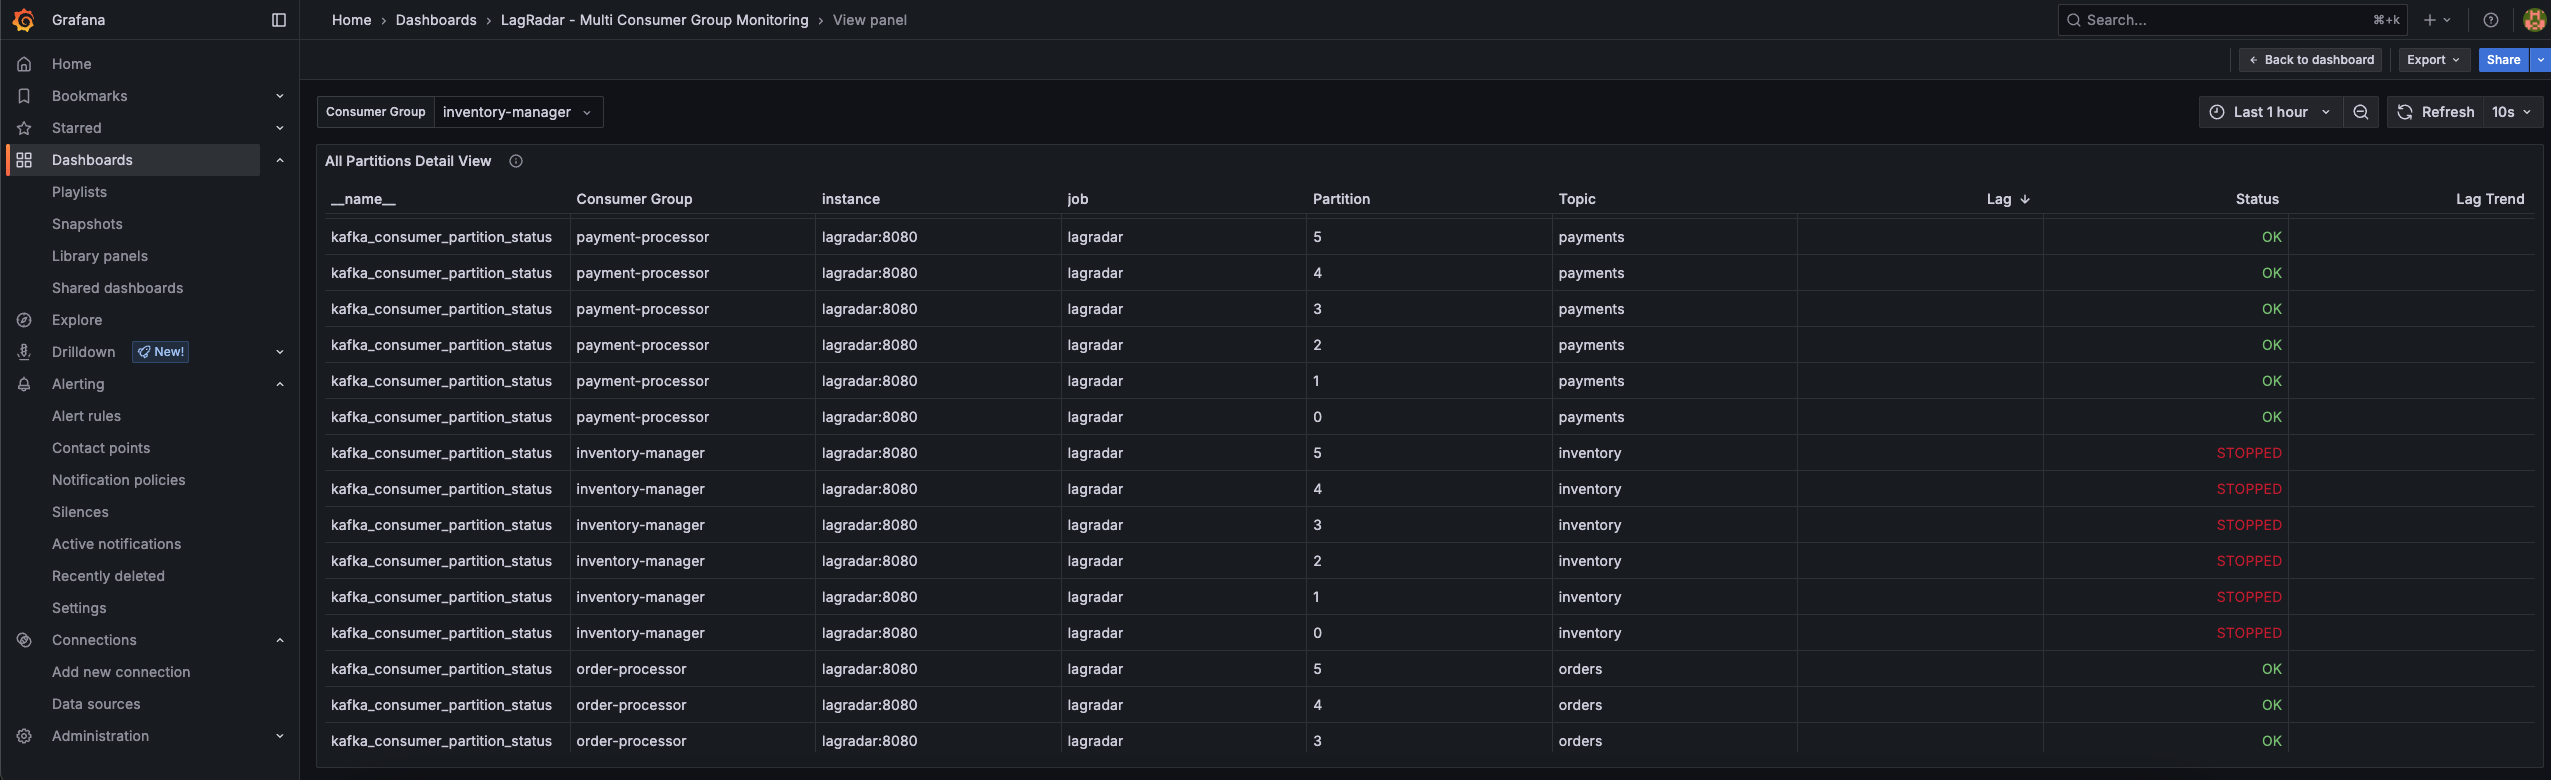 Grafana
Home › Dashboards › LagRadar - Multi Consumer Group Monitoring › View panel
Search... ⌘+k
Back to dashboard Export Share
Home
Bookmarks
Starred
Dashboards
Playlists
Snapshots
Library panels
Shared dashboards
Explore
Drilldown New!
Alerting
Alert rules
Contact points
Notification policies
Silences
Active notifications
Recently deleted
Settings
Connections
Add new connection
Data sources
Administration
Consumer Group inventory-manager
Last 1 hour Refresh 10s
All Partitions Detail View
__name__ Consumer Group instance job Partition Topic Lag ↓ Status Lag Trend
kafka_consumer_partition_status payment-processor lagradar:8080 lagradar 5 payments OK
kafka_consumer_partition_status payment-processor lagradar:8080 lagradar 4 payments OK
kafka_consumer_partition_status payment-processor lagradar:8080 lagradar 3 payments OK
kafka_consumer_partition_status payment-processor lagradar:8080 lagradar 2 payments OK
kafka_consumer_partition_status payment-processor lagradar:8080 lagradar 1 payments OK
kafka_consumer_partition_status payment-processor lagradar:8080 lagradar 0 payments OK
kafka_consumer_partition_status inventory-manager lagradar:8080 lagradar 5 inventory STOPPED
kafka_consumer_partition_status inventory-manager lagradar:8080 lagradar 4 inventory STOPPED
kafka_consumer_partition_status inventory-manager lagradar:8080 lagradar 3 inventory STOPPED
kafka_consumer_partition_status inventory-manager lagradar:8080 lagradar 2 inventory STOPPED
kafka_consumer_partition_status inventory-manager lagradar:8080 lagradar 1 inventory STOPPED
kafka_consumer_partition_status inventory-manager lagradar:8080 lagradar 0 inventory STOPPED
kafka_consumer_partition_status order-processor lagradar:8080 lagradar 5 orders OK
kafka_consumer_partition_status order-processor lagradar:8080 lagradar 4 orders OK
kafka_consumer_partition_status order-processor lagradar:8080 lagradar 3 orders OK